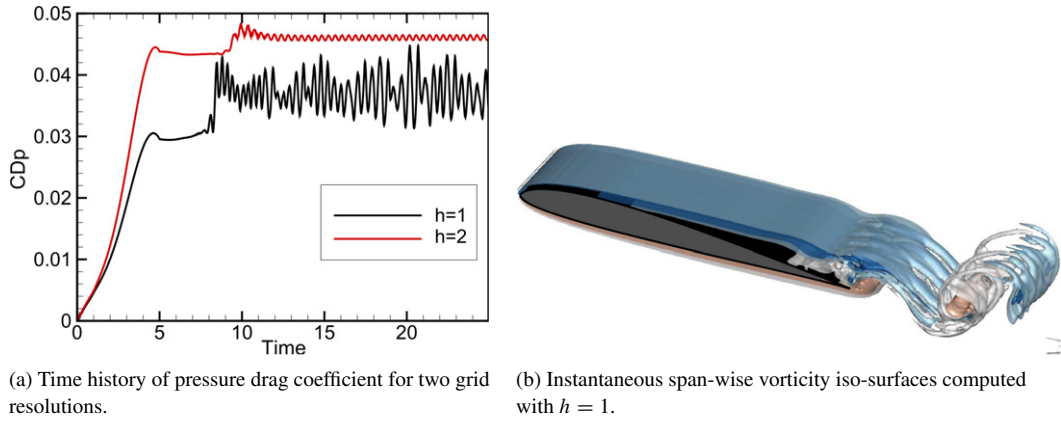 0.05
0.04
0.03
0.02
0.01
0
CDp
h=1
h=2
0 5 10 15 20
Time
(a) Time history of pressure drag coefficient for two grid
resolutions.
(b) Instantaneous span-wise vorticity iso-surfaces computed
with h = 1.